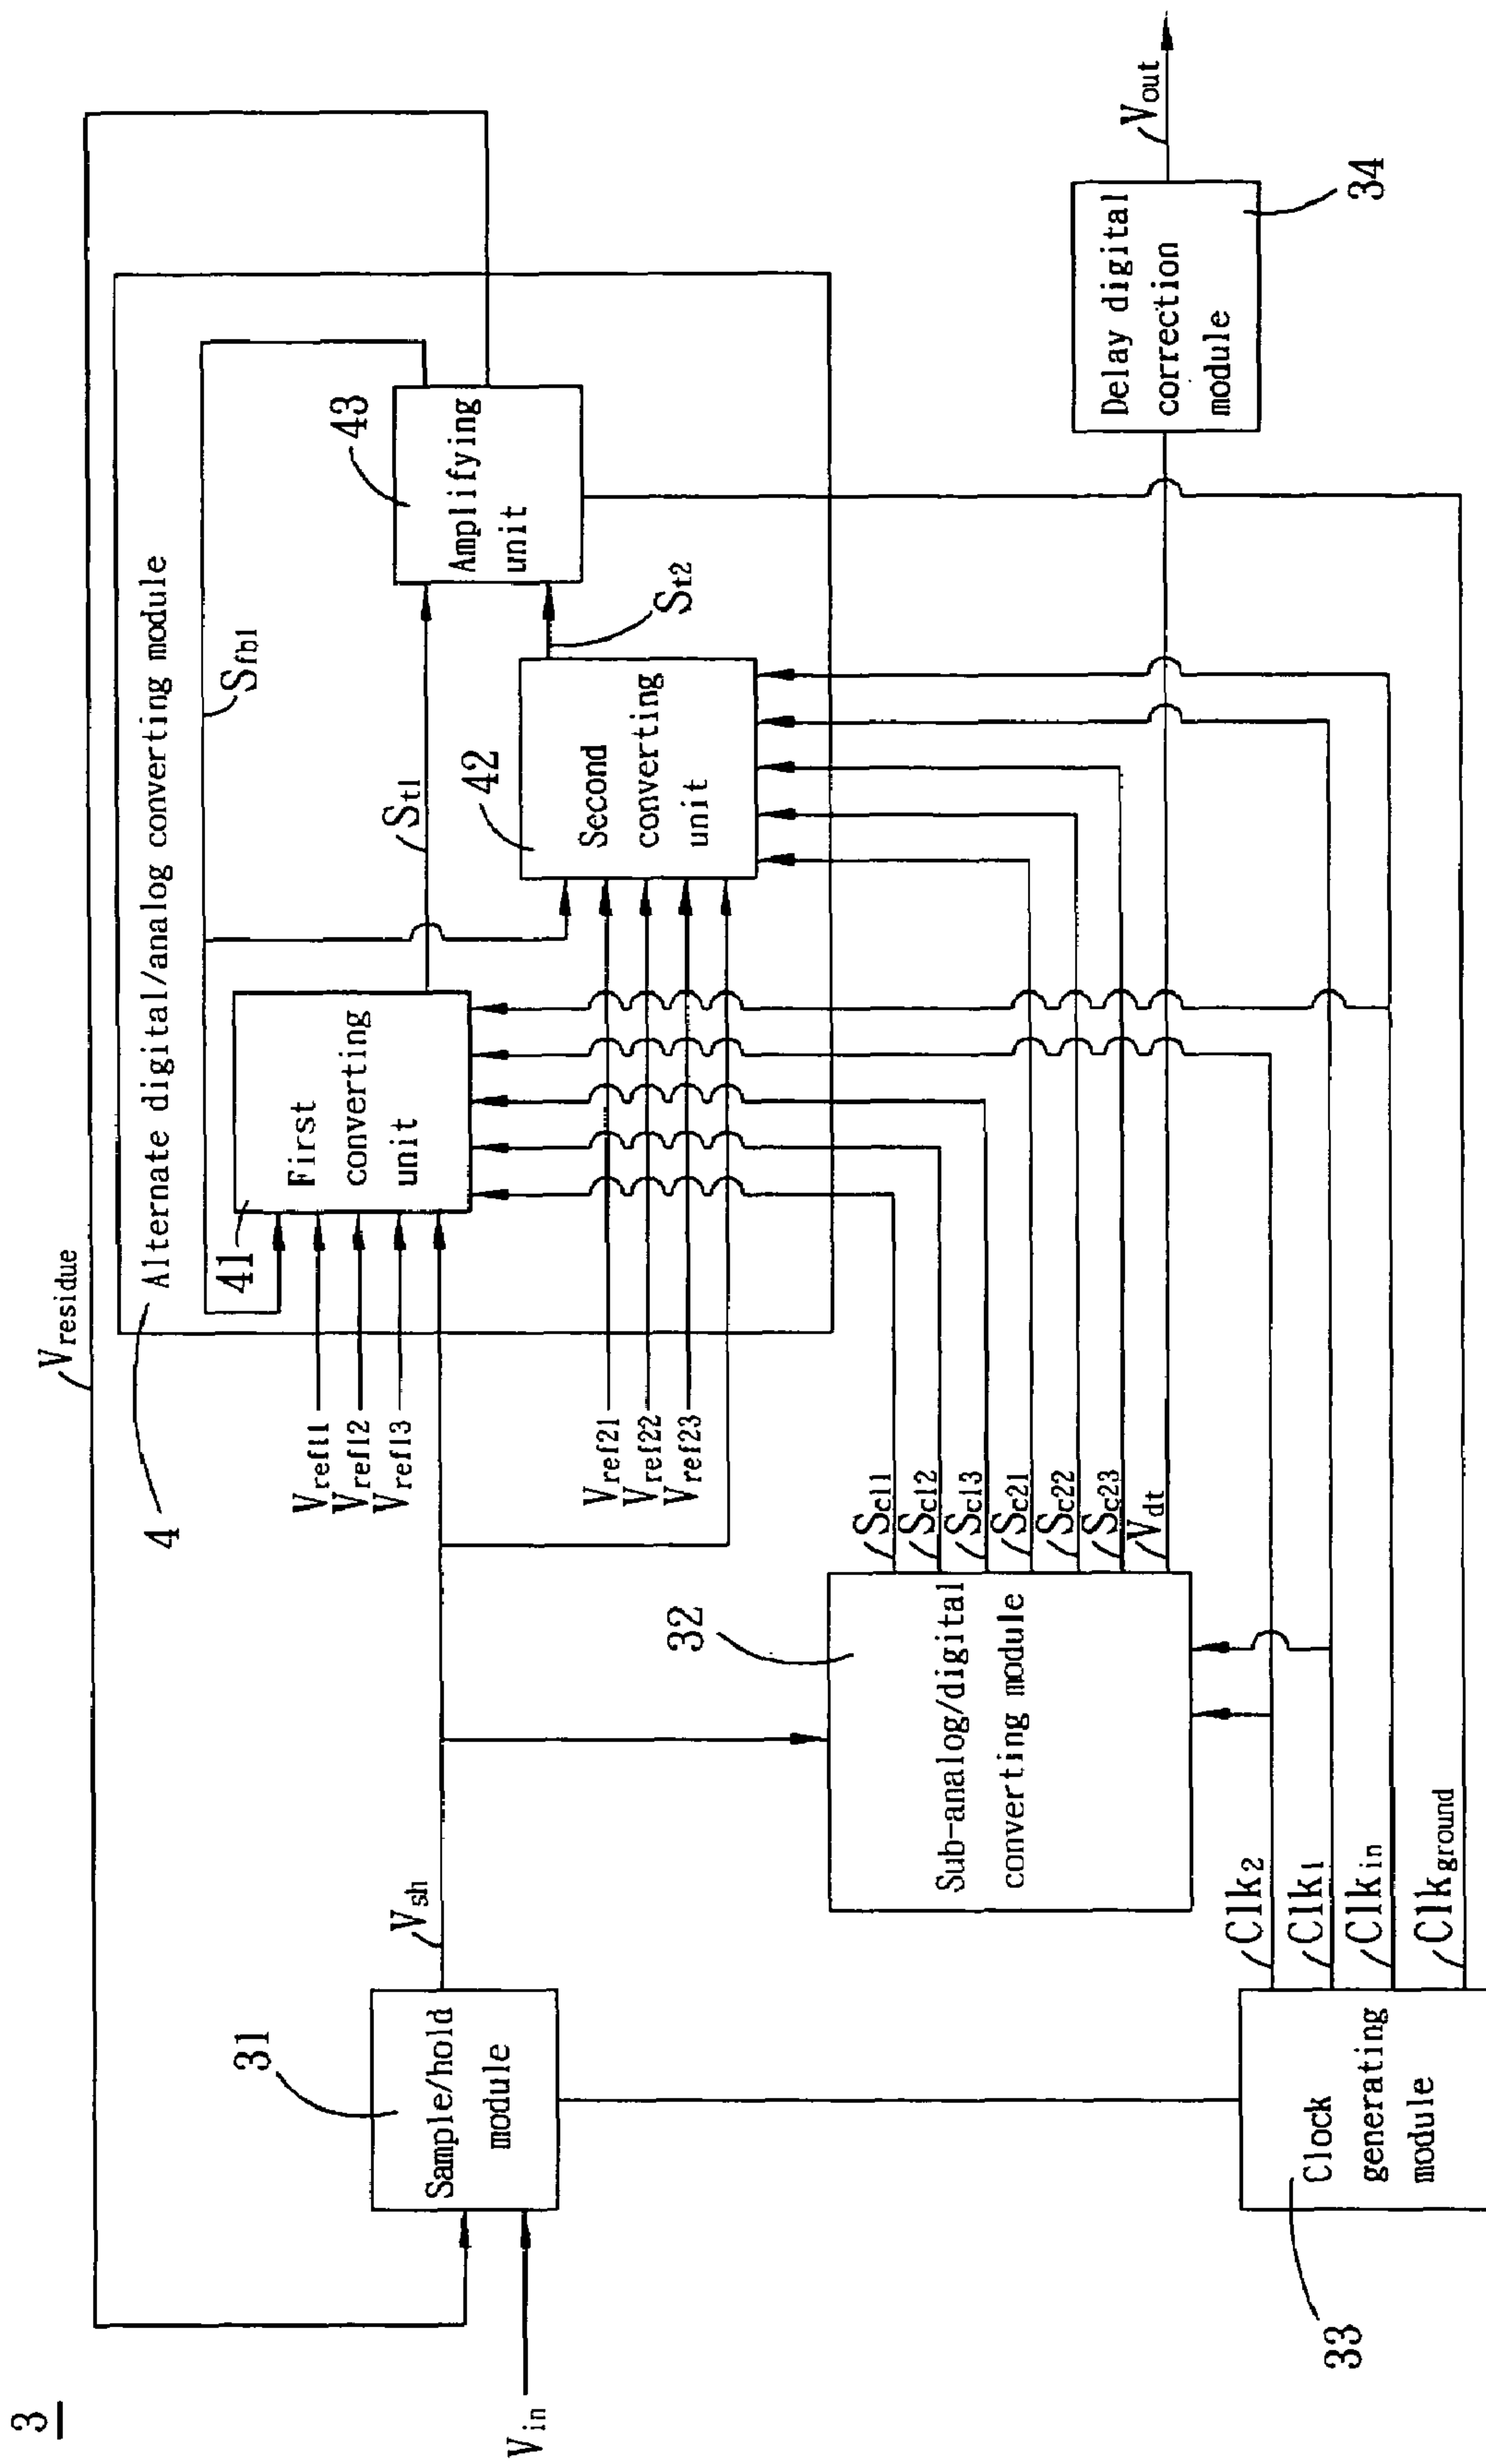 3
Vresidue
4
Alternate digital/analog converting module
Sfb1
41
First
converting
unit
St1
43
Amplifying
unit
Vref11
Vref12
Vref13
42
Second
converting
unit
St2
Vref21
Vref22
Vref23
31
Sample/hold
module
Vsh
Vin
32
Sub-analog/digital
converting module
Sc11
Sc12
Sc13
Sc21
Sc22
Sc23
Vdt
Delay digital
correction
module
34
Vout
33
Clock
generating
module
Clk2
Clk1
Clkin
Clkground